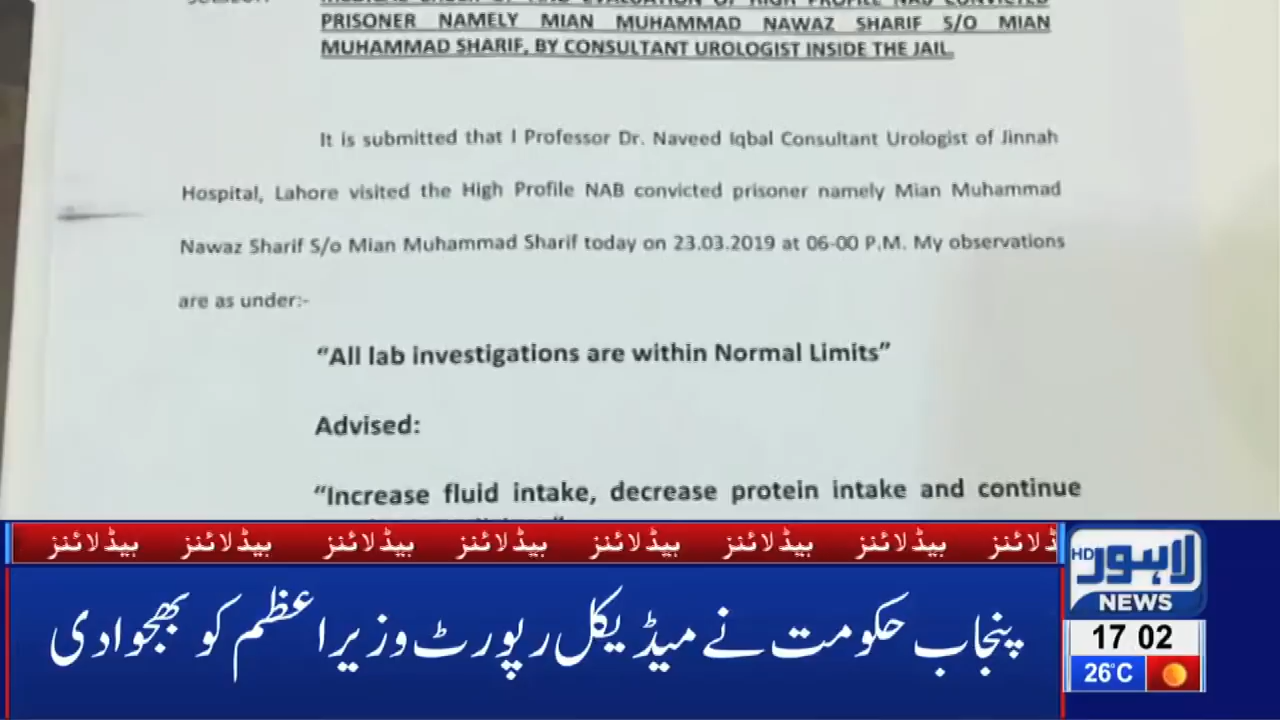 PRISONER NAMELY MIAN MUHAMMAD NAWAZ SHARIF S/O MIAN
MUHAMMAD SHARIF, BY CONSULTANT UROLOGIST INSIDE THE JAIL.
It is submitted that I Professor Dr. Naveed Iqbal Consultant Urologist of Jinnah
Hospital, Lahore visited the High Profile NAB convicted prisoner namely Mian Muhammad
Nawaz Sharif S/o Mian Muhammad Sharif today on 23.03.2019 at 06-00 P.M. My observations
are as under:-
“All lab investigations are within Normal Limits”
Advised:
“Increase fluid intake, decrease protein intake and continue
ہیڈلائنز ہیڈلائنز ہیڈلائنز ہیڈلائنز ہیڈلائنز ہیڈلائنز ہیڈلائنز
پنجاب حکومت نے میڈیکل رپورٹ وزیراعظم کو بھجوادی
HD لاہور
NEWS
17 02
26°C